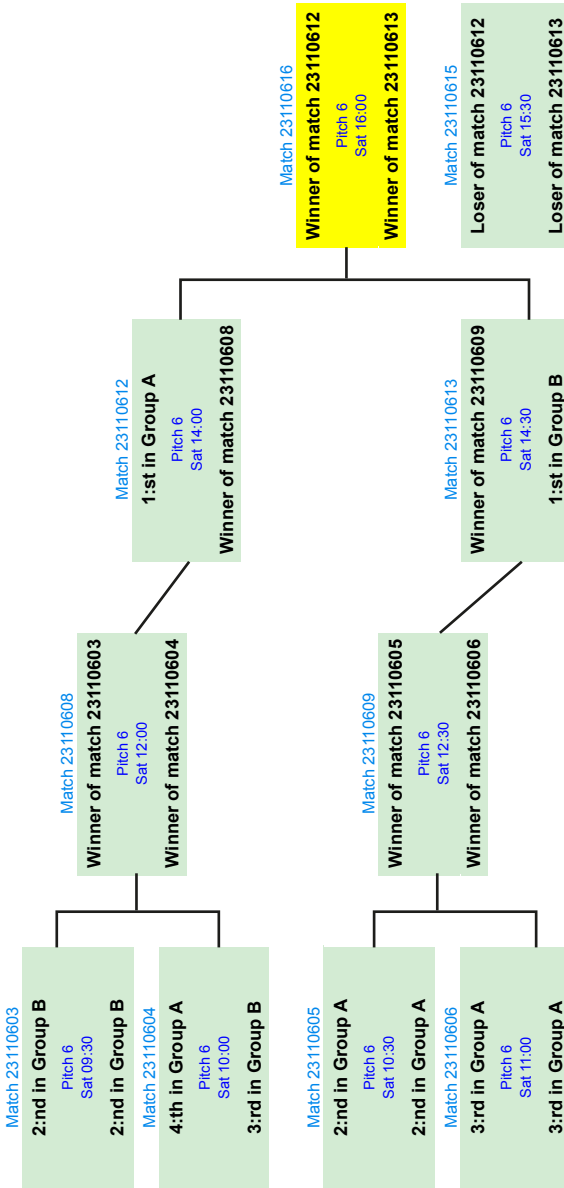 Match 23110603
2:nd in Group B
Pitch 6
Sat 09:30
2:nd in Group B
Match 23110604
4:th in Group A
Pitch 6
Sat 10:00
3:rd in Group B
Match 23110605
2:nd in Group A
Pitch 6
Sat 10:30
2:nd in Group A
Match 23110606
3:rd in Group A
Pitch 6
Sat 11:00
3:rd in Group A
Match 23110608
Winner of match 23110603
Pitch 6
Sat 12:00
Winner of match 23110604
Match 23110609
Winner of match 23110605
Pitch 6
Sat 12:30
Winner of match 23110606
Match 23110612
1:st in Group A
Pitch 6
Sat 14:00
Winner of match 23110608
Match 23110613
Winner of match 23110609
Pitch 6
Sat 14:30
1:st in Group B
Match 23110616
Winner of match 23110612
Pitch 6
Sat 16:00
Winner of match 23110613
Match 23110615
Loser of match 23110612
Pitch 6
Sat 15:30
Loser of match 23110613